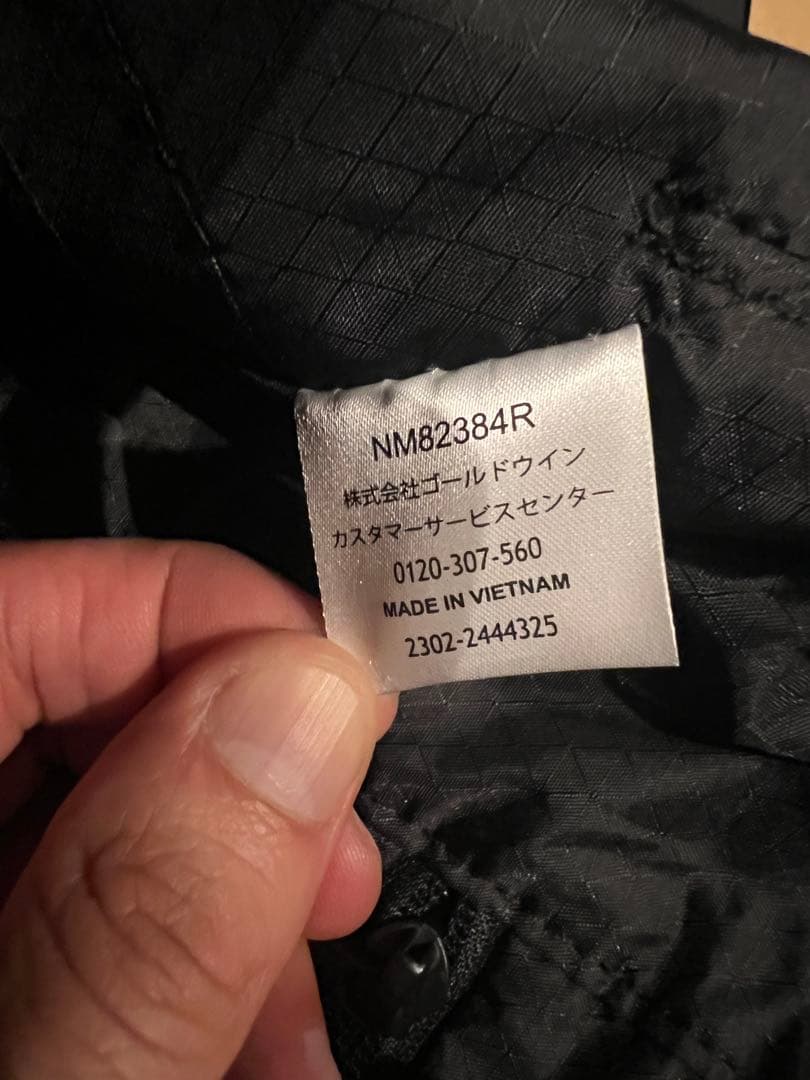 NM82384R
株式会社ゴールドウイン
カスタマーサービスセンター
0120-307-560
MADE IN VIETNAM
2302-2444325